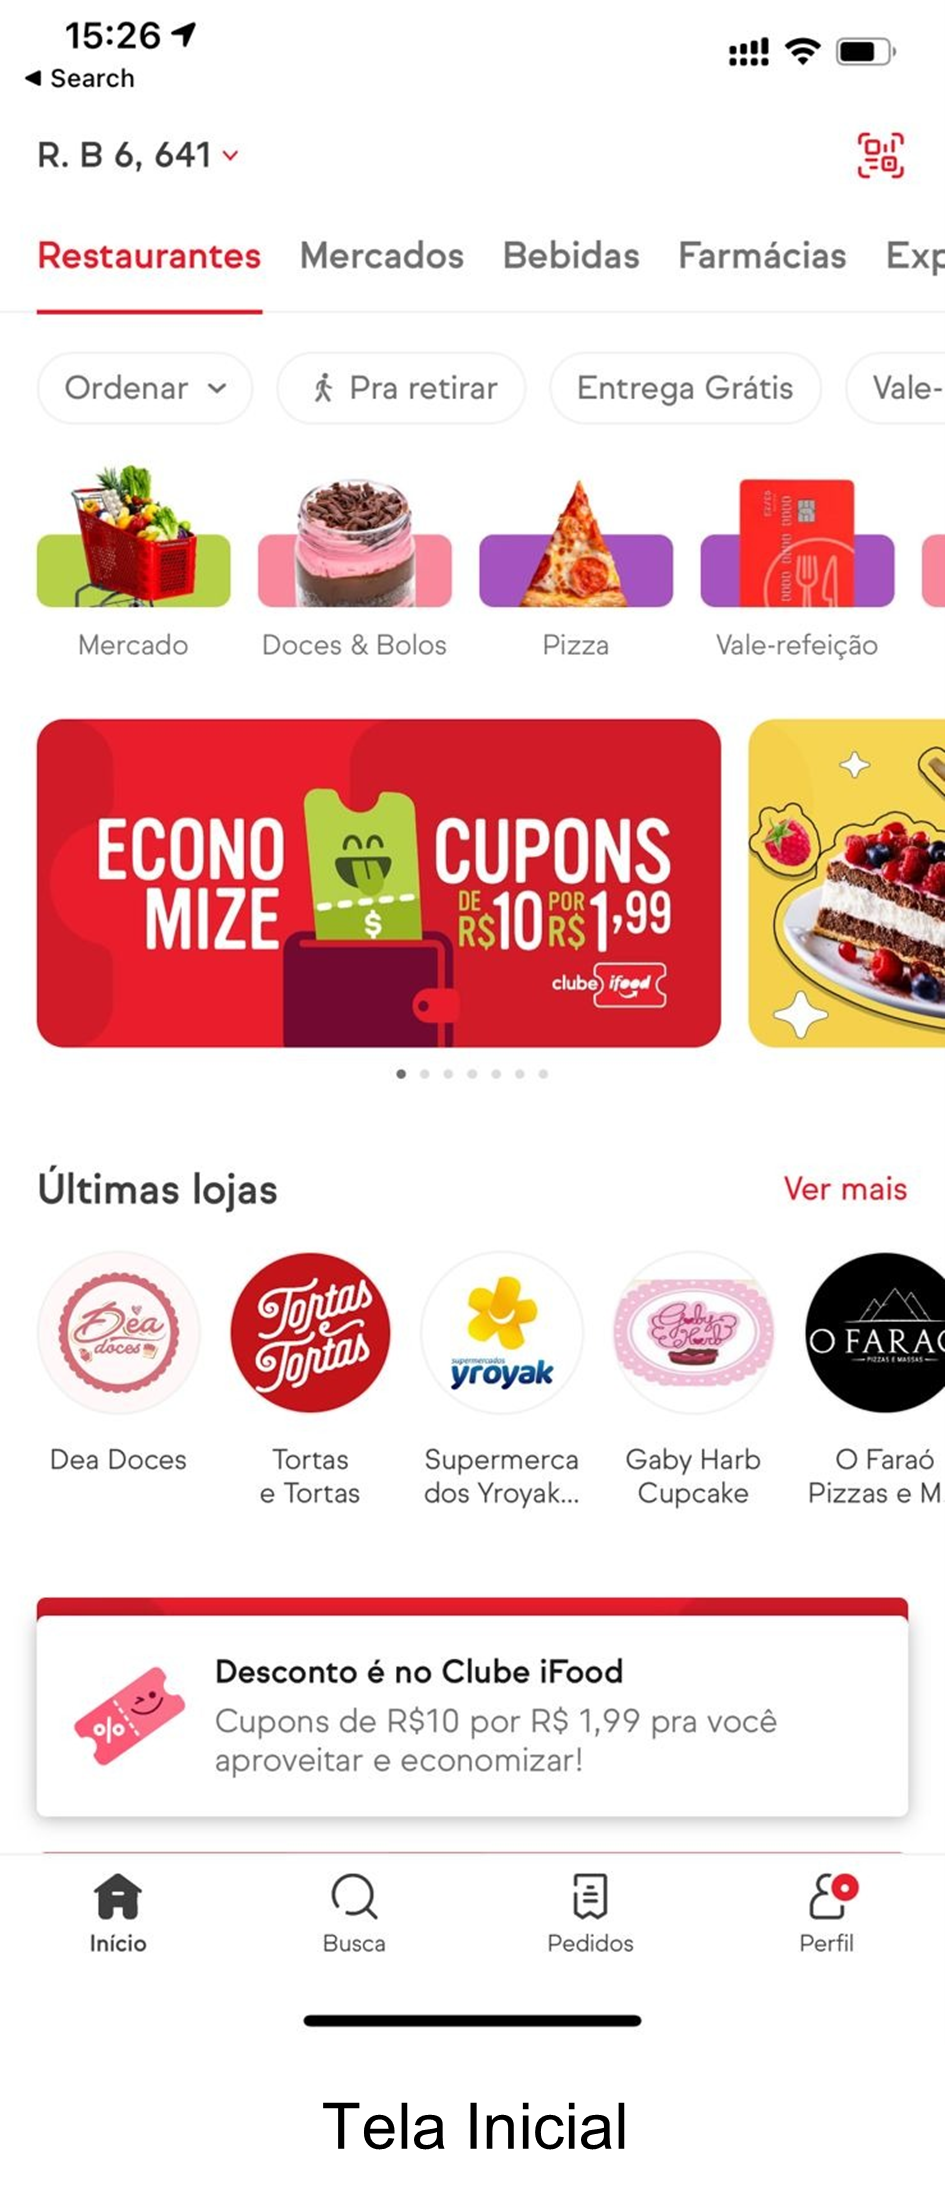 15:26
Search
R. B 6, 641
Restaurantes Mercados Bebidas Farmácias Exp
Ordenar Pra retirar Entrega Grátis Vale-
Mercado Doces & Bolos Pizza Vale-refeição
ECONO
MIZE
$
CUPONS
DE R$10 POR R$1,99
clube ifood
Últimas lojas Ver mais
Dea doces
Tortas e Tortas
supermercados yroyak
Gaby Harb
O FARAÓ
PIZZAS E MASSAS
Dea Doces
Tortas
e Tortas
Supermerca
dos Yroyak...
Gaby Harb
Cupcake
O Faraó
Pizzas e M
%
Desconto é no Clube iFood
Cupons de R$10 por R$ 1,99 pra você
aproveitar e economizar!
Início Busca Pedidos Perfil
Tela Inicial